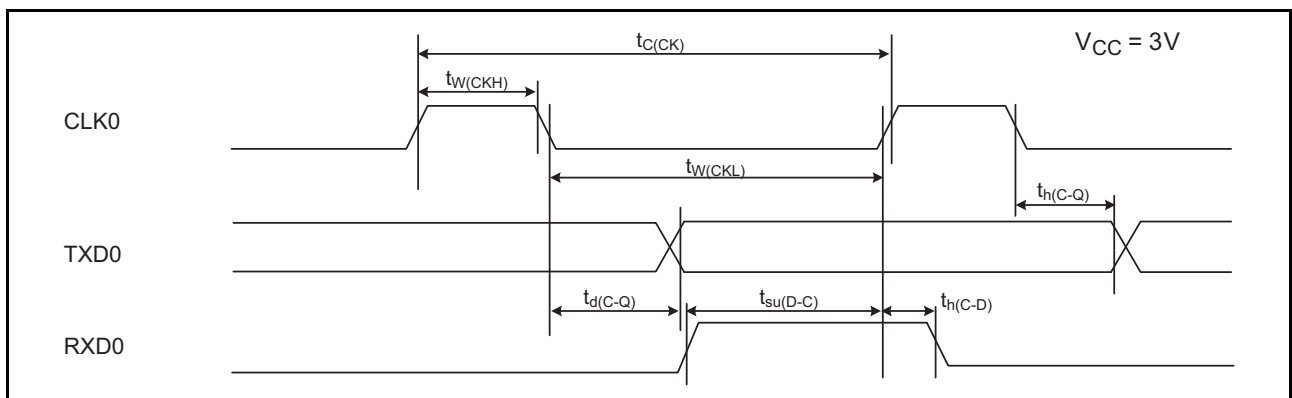 tC(CK)
VCC = 3V
tW(CKH)
CLK0
tW(CKL)
th(C-Q)
TXD0
td(C-Q)
tsu(D-C)
th(C-D)
RXD0